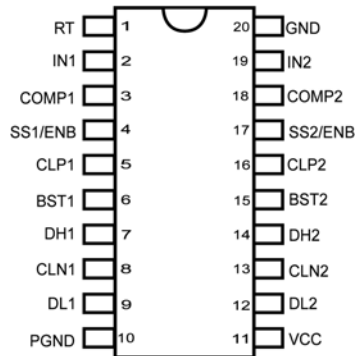 RT 1 20 GND
IN1 2 19 IN2
COMP1 3 18 COMP2
SS1/ENB 4 17 SS2/ENB
CLP1 5 16 CLP2
BST1 6 15 BST2
DH1 7 14 DH2
CLN1 8 13 CLN2
DL1 9 12 DL2
PGND 10 11 VCC